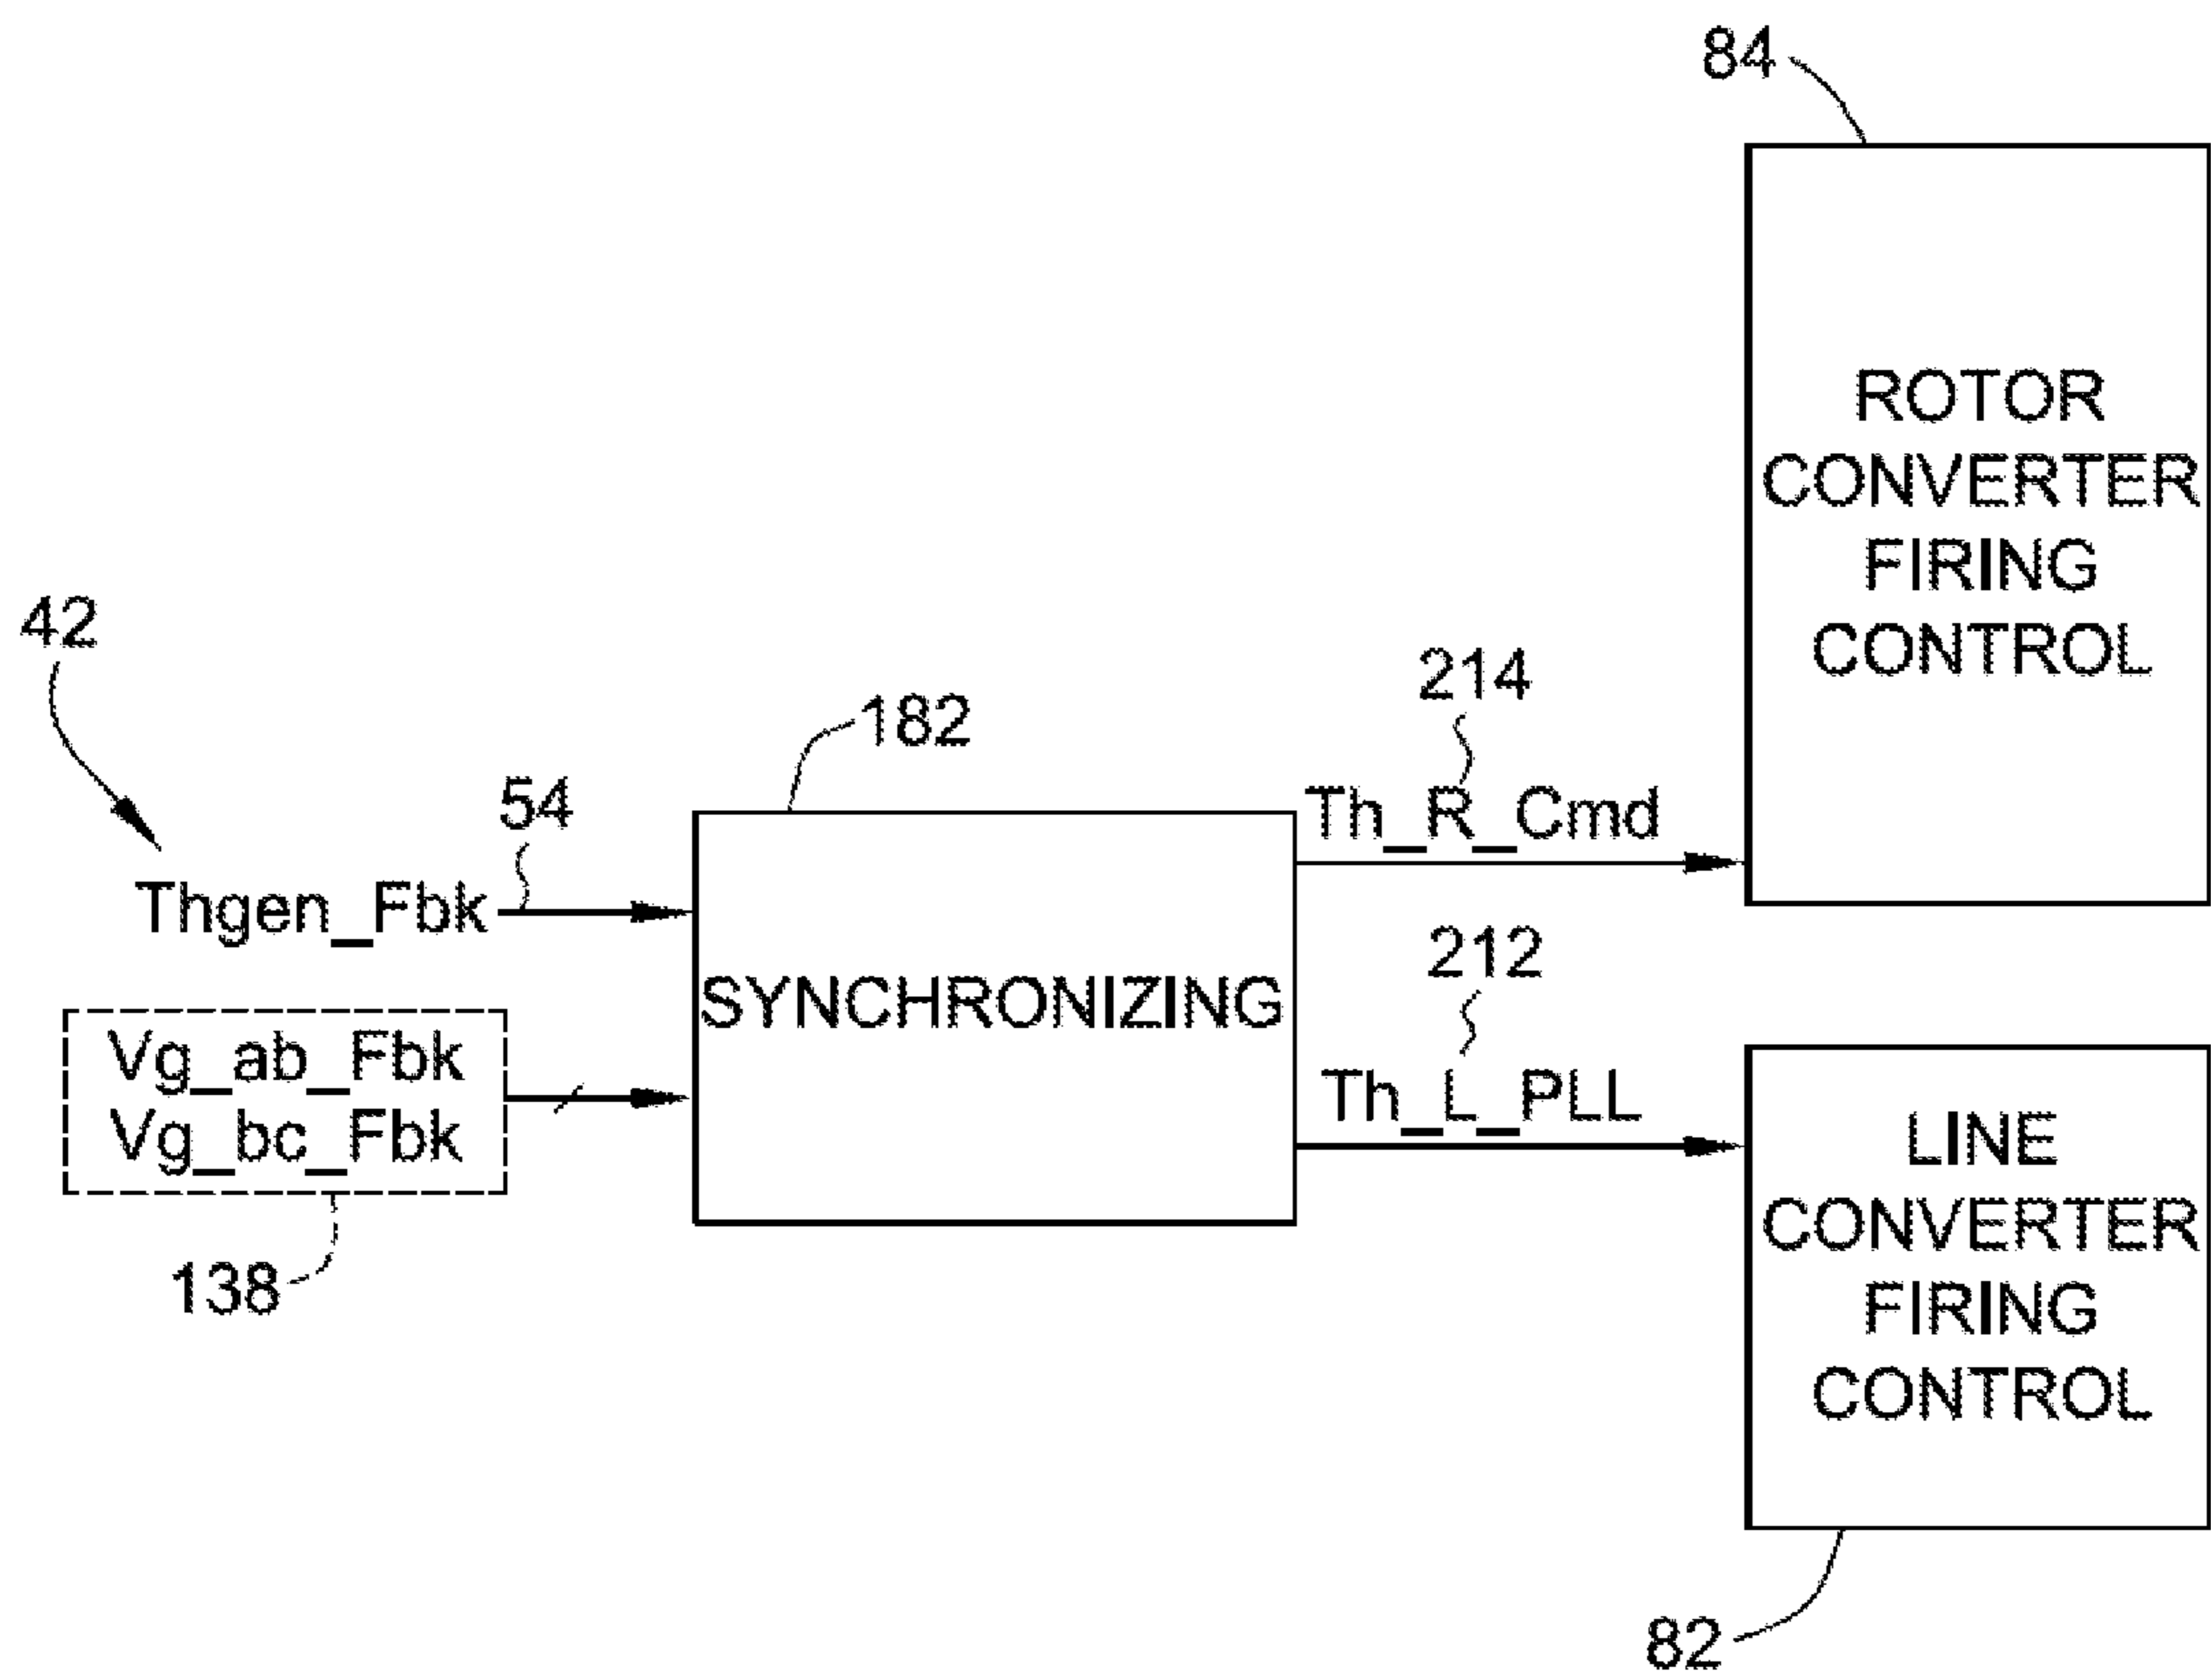 84
ROTOR
CONVERTER
FIRING
CONTROL
42
214
182
Th_R_Cmd
54
Thgen_Fbk
212
SYNCHRONIZING
Vg_ab_Fbk
Vg_bc_Fbk
Th_L_PLL
LINE
CONVERTER
FIRING
CONTROL
138
82